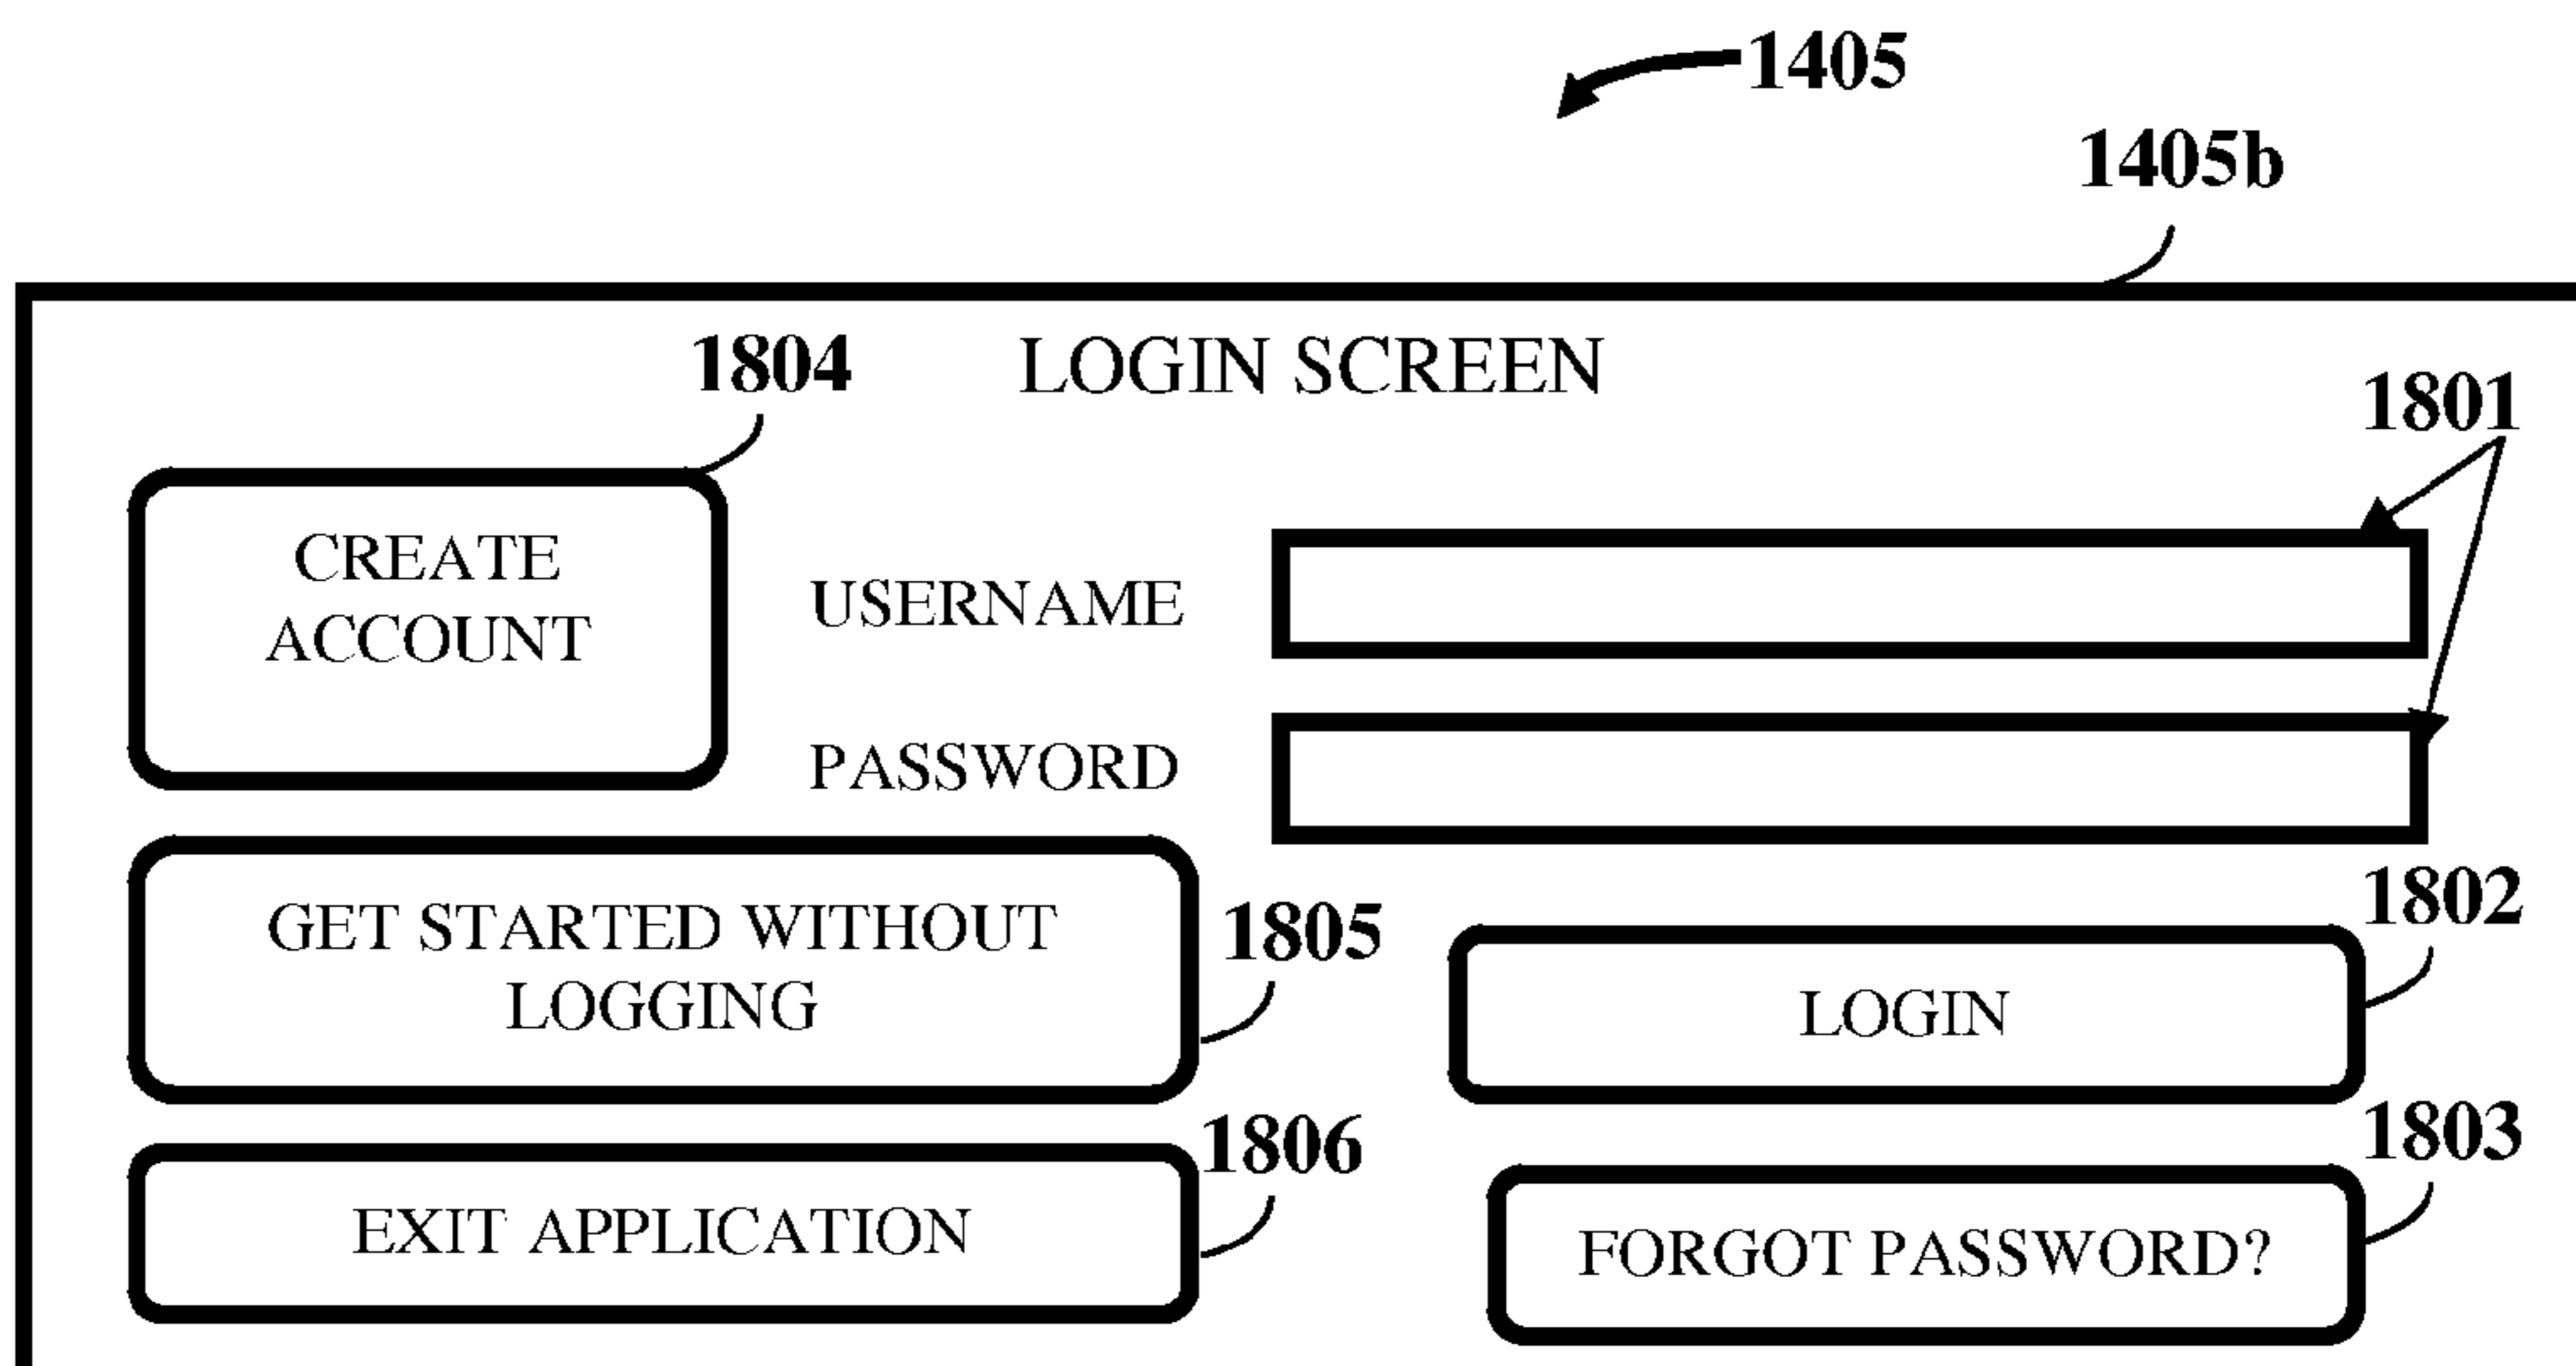 1405
1405b
LOGIN SCREEN
1804
1801
CREATE
ACCOUNT
USERNAME
PASSWORD
GET STARTED WITHOUT
LOGGING
1805
1802
LOGIN
1806
1803
EXIT APPLICATION
FORGOT PASSWORD?